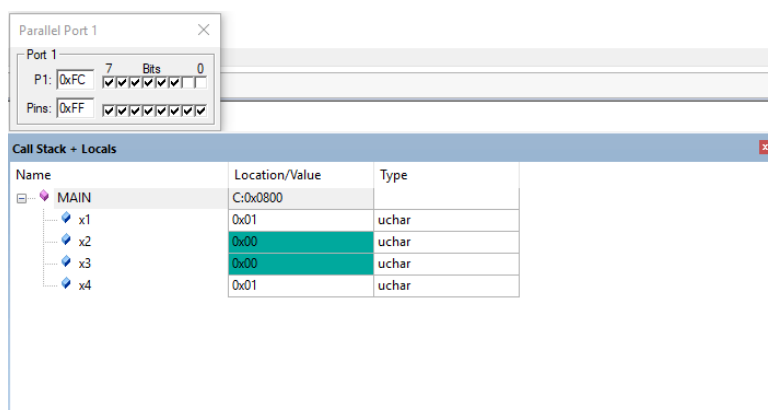 Parallel Port 1
Port 1
7 Bits 0
P1: 0xFC
Pins: 0xFF
Call Stack + Locals
Name Location/Value Type
MAIN C:0x0800
x1 0x01 uchar
x2 0x00 uchar
x3 0x00 uchar
x4 0x01 uchar